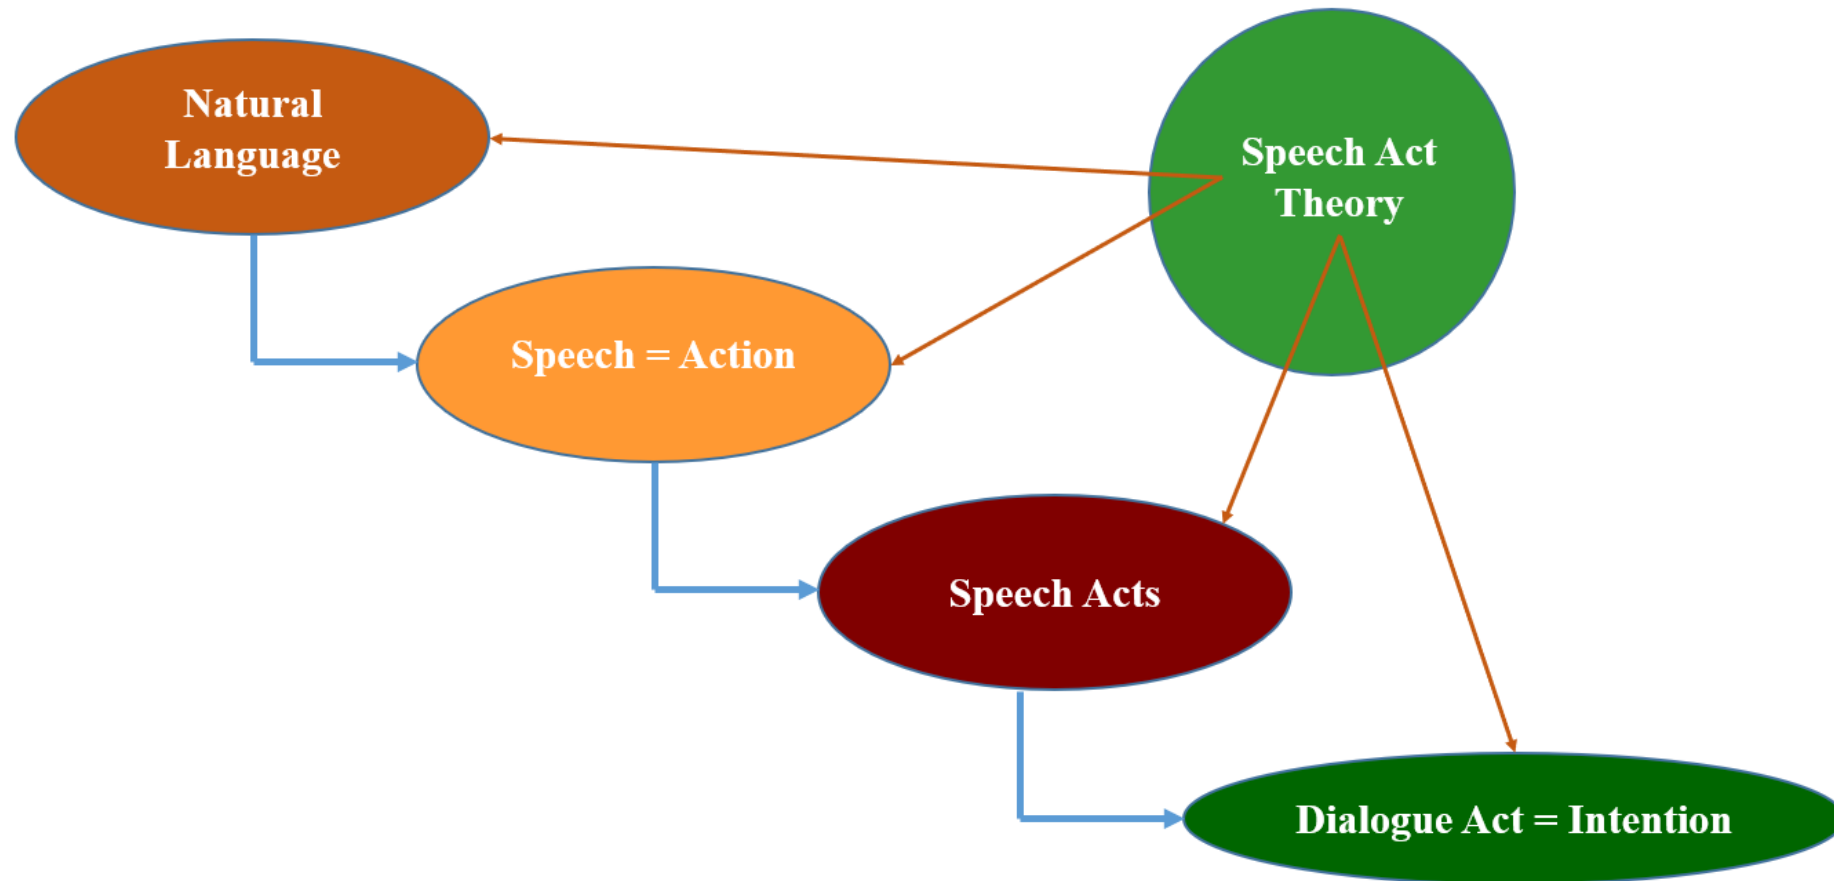 Natural
Language
Speech Act
Theory
Speech = Action
Speech Acts
Dialogue Act = Intention